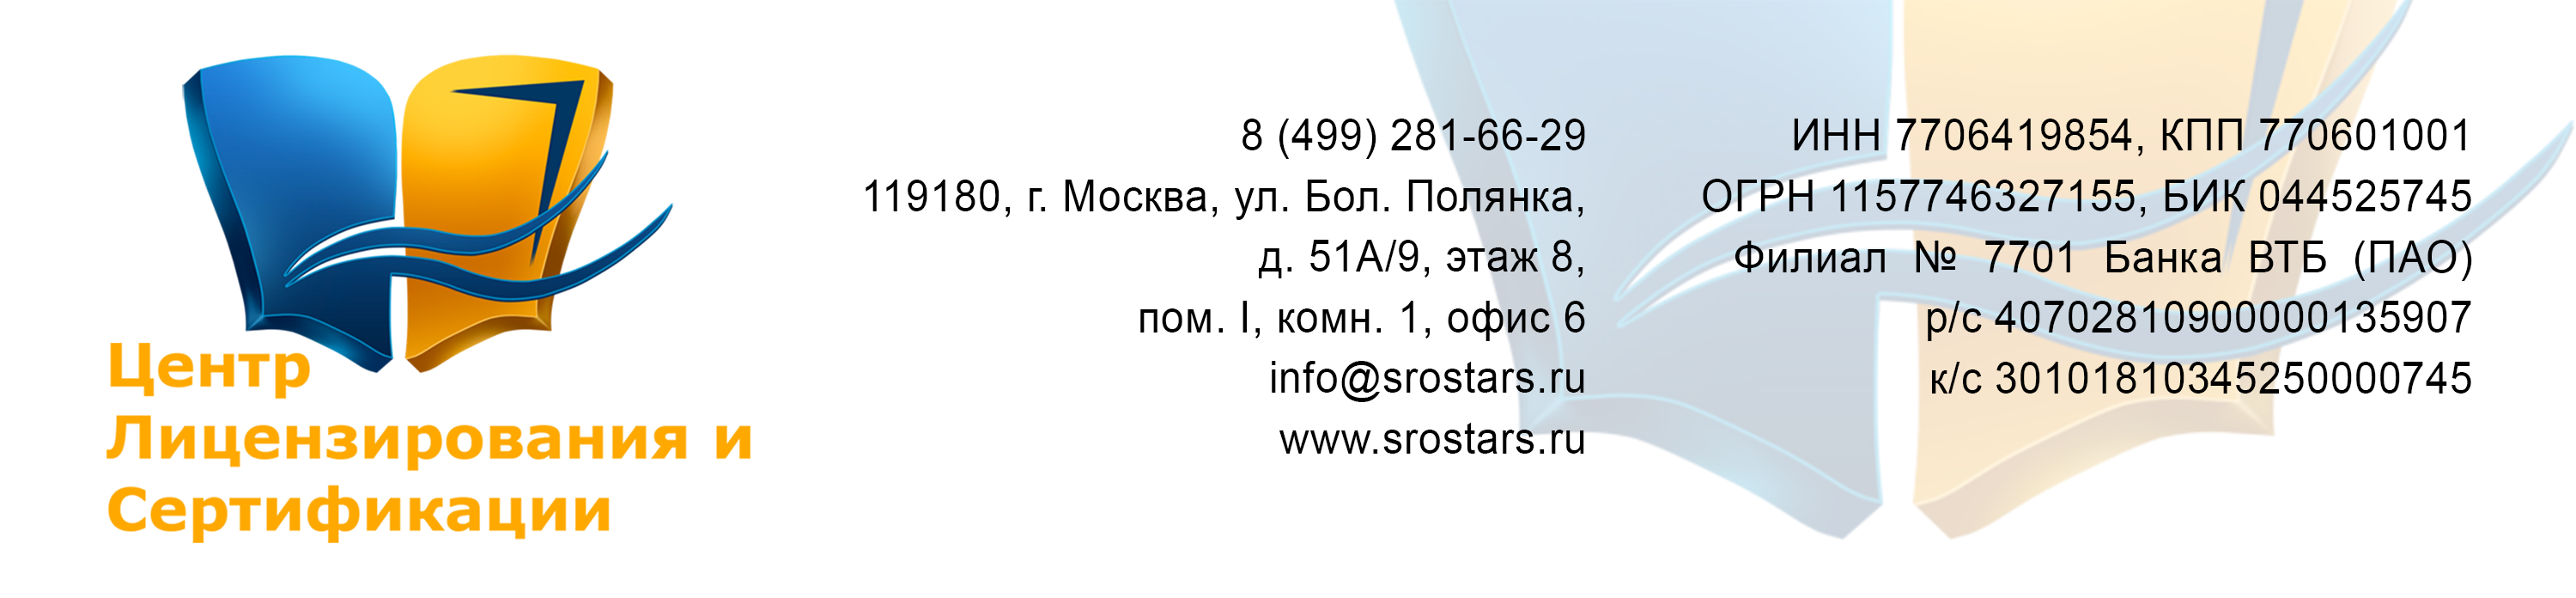 Центр
Лицензирования и
Сертификации
8 (499) 281-66-29
119180, г. Москва, ул. Бол. Полянка,
д. 51А/9, этаж 8,
пом. I, комн. 1, офис 6
info@srostars.ru
www.srostars.ru
ИНН 7706419854, КПП 770601001
ОГРН 1157746327155, БИК 044525745
Филиал № 7701 Банка ВТБ (ПАО)
р/с 40702810900000135907
к/с 30101810345250000745